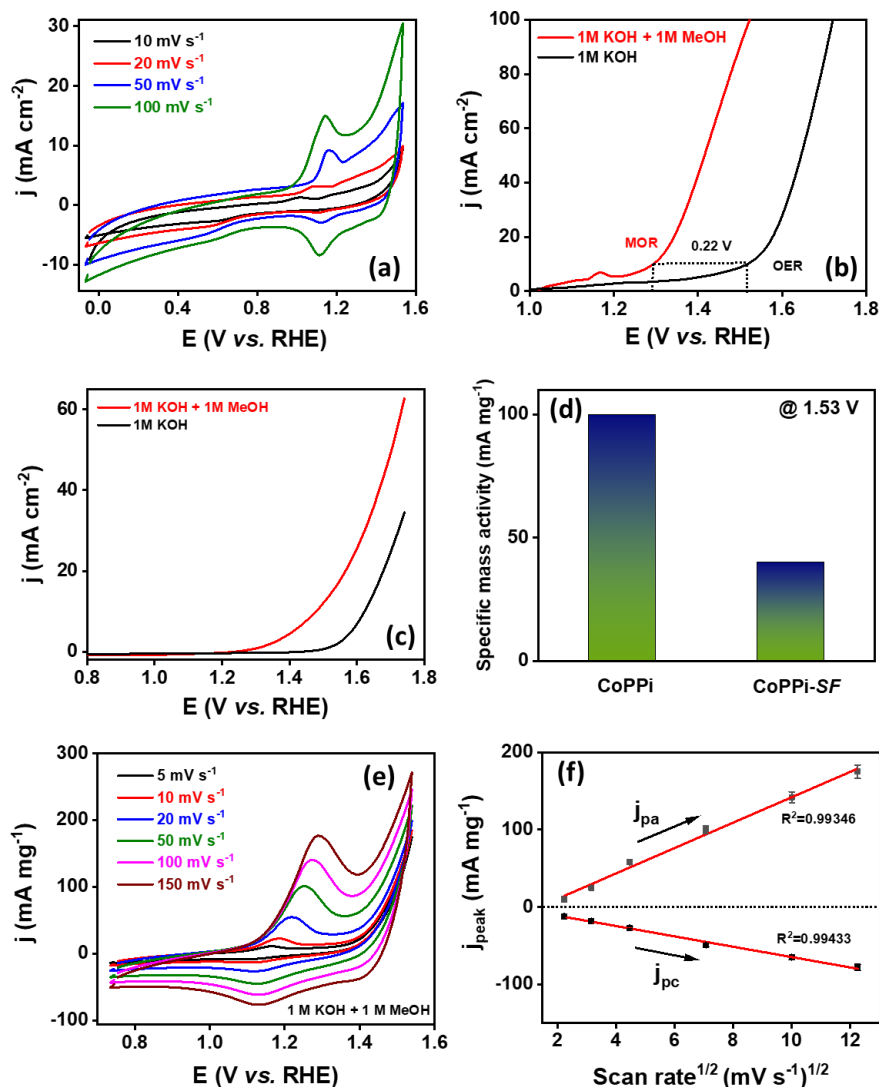 30
20
10
0
-10
j (mA cm⁻²)
10 mV s⁻¹
20 mV s⁻¹
50 mV s⁻¹
100 mV s⁻¹
(a)
0.0 0.4 0.8 1.2 1.6
E (V vs. RHE)
100
80
60
40
20
0
j (mA cm⁻²)
1M KOH + 1M MeOH
1M KOH
MOR
0.22 V
OER
(b)
1.0 1.2 1.4 1.6 1.8
E (V vs. RHE)
60
40
20
0
j (mA cm⁻²)
1M KOH + 1M MeOH
1M KOH
(c)
0.8 1.0 1.2 1.4 1.6 1.8
E (V vs. RHE)
100
50
0
Specific mass activity (mA mg⁻¹)
(d)
@ 1.53 V
CoPPi CoPPi-SF
300
200
100
0
-100
j (mA mg⁻¹)
5 mV s⁻¹
10 mV s⁻¹
20 mV s⁻¹
50 mV s⁻¹
100 mV s⁻¹
150 mV s⁻¹
(e)
1 M KOH + 1 M MeOH
0.8 1.0 1.2 1.4 1.6
E (V vs. RHE)
200
100
0
-100
jpeak (mA mg⁻¹)
(f)
jpa
R²=0.99346
R²=0.99433
jpc
2 4 6 8 10 12
Scan rate¹ᐟ² (mV s⁻¹)¹ᐟ²